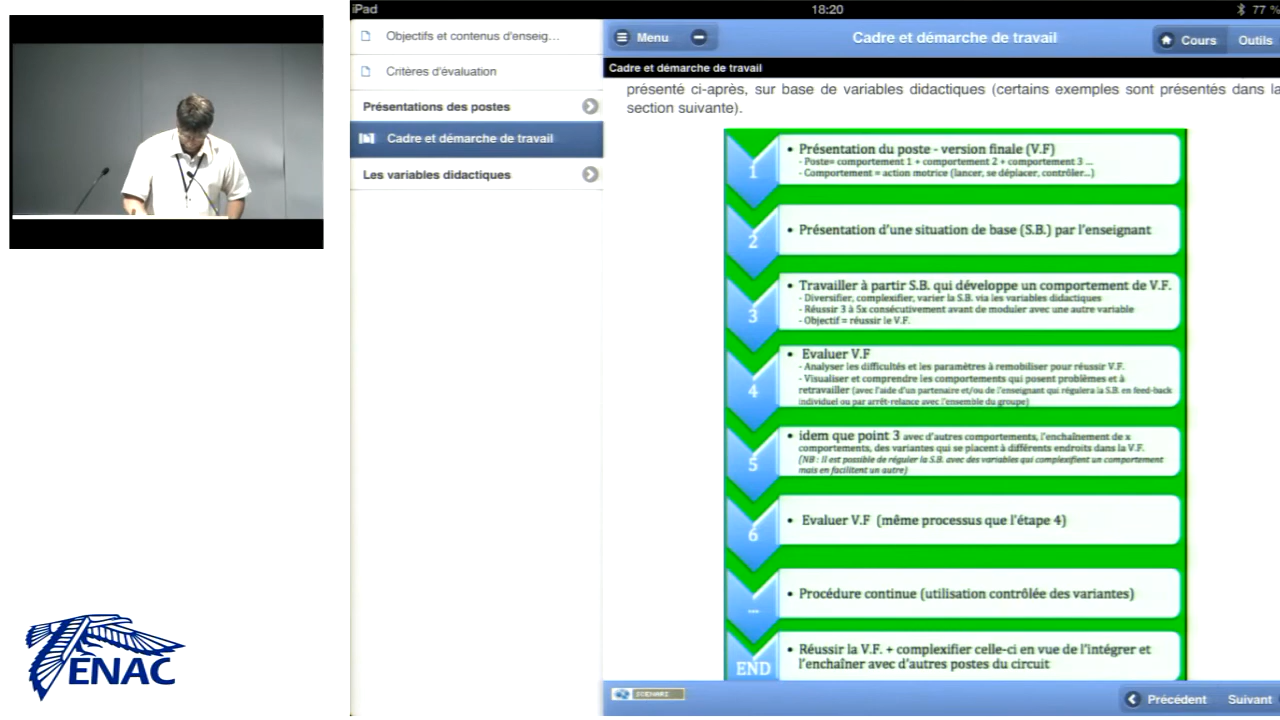 iPad
18:20
77 %
Objectifs et contenus d'enseig...
Critères d'évaluation
Présentations des postes
Cadre et démarche de travail
Les variables didactiques
Menu
Cadre et démarche de travail
Cours
Outils
Cadre et démarche de travail
présenté ci-après, sur base de variables didactiques (certains exemples sont présentés dans la
section suivante).
1
• Présentation du poste - version finale (V.F)
- Poste= comportement 1 + comportement 2 + comportement 3 ...
- Comportement = action motrice (lancer, se déplacer, contrôler...)
2
• Présentation d'une situation de base (S.B.) par l'enseignant
3
• Travailler à partir S.B. qui développe un comportement de V.F.
- Diversifier, complexifier, varier la S.B. via les variables didactiques
- Réussir 3 à 5x consécutivement avant de moduler avec une autre variable
- Objectif = réussir le V.F.
4
• Evaluer V.F
- Analyser les difficultés et les paramètres à remobiliser pour réussir V.F.
- Visualiser et comprendre les comportements qui posent problèmes et à
retravailler (avec l'aide d'un partenaire et/ou de l'enseignant qui régulera la S.B. en feed-back
individuel ou par arrêt-relance avec l'ensemble du groupe)
5
• idem que point 3 avec d'autres comportements, l'enchaînement de x
comportements, des variantes qui se placent à différents endroits dans la V.F.
(NB : Il est possible de réguler la S.B. avec des variables qui complexifient un comportement
mais en facilitent un autre)
6
• Evaluer V.F (même processus que l'étape 4)
...
• Procédure continue (utilisation contrôlée des variantes)
END
• Réussir la V.F. + complexifier celle-ci en vue de l'intégrer et
l'enchaîner avec d'autres postes du circuit
SCENARI
Précédent
Suivant
ENAC